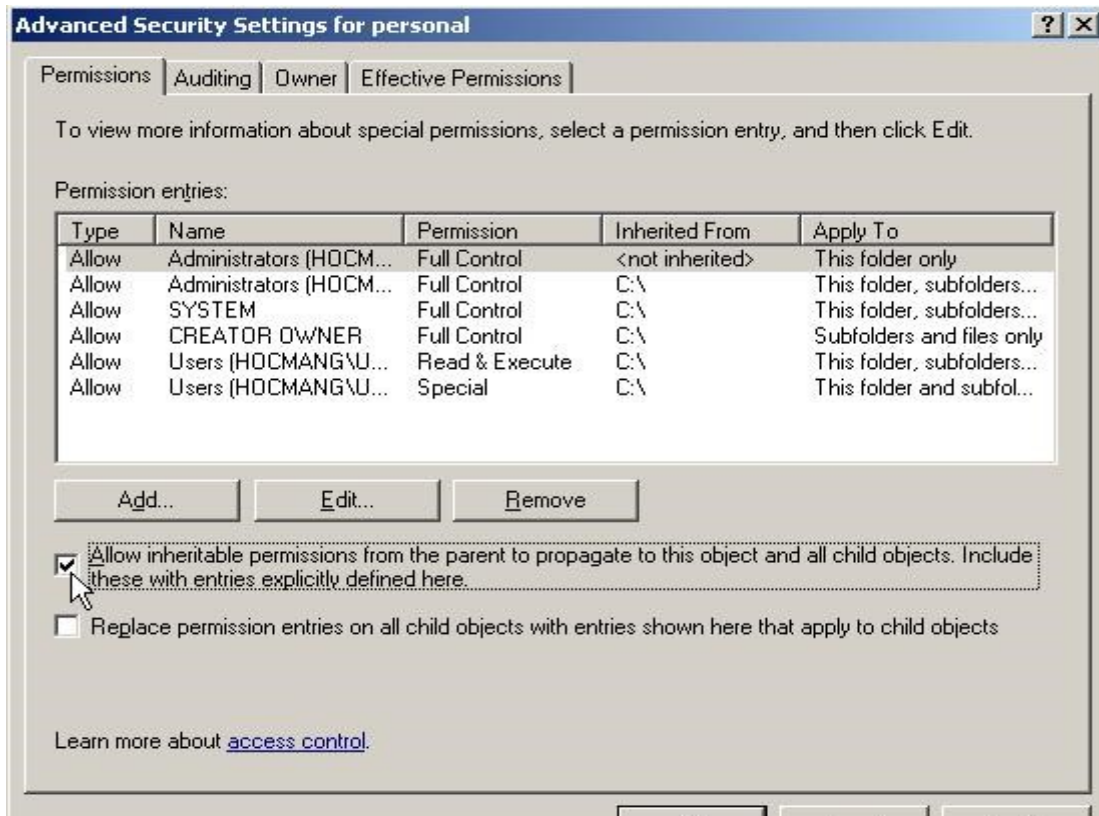 Advanced Security Settings for personal
Permissions Auditing Owner Effective Permissions
To view more information about special permissions, select a permission entry, and then click Edit.
Permission entries:
Type Name Permission Inherited From Apply To
Allow Administrators (HOCM... Full Control <not inherited> This folder only
Allow Administrators (HOCM... Full Control C:\ This folder, subfolders...
Allow SYSTEM Full Control C:\ This folder, subfolders...
Allow CREATOR OWNER Full Control C:\ Subfolders and files only
Allow Users (HOCMANG\U... Read & Execute C:\ This folder, subfolders...
Allow Users (HOCMANG\U... Special C:\ This folder and subfol...
Add... Edit... Remove
Allow inheritable permissions from the parent to propagate to this object and all child objects. Include
these with entries explicitly defined here.
Replace permission entries on all child objects with entries shown here that apply to child objects
Learn more about access control.